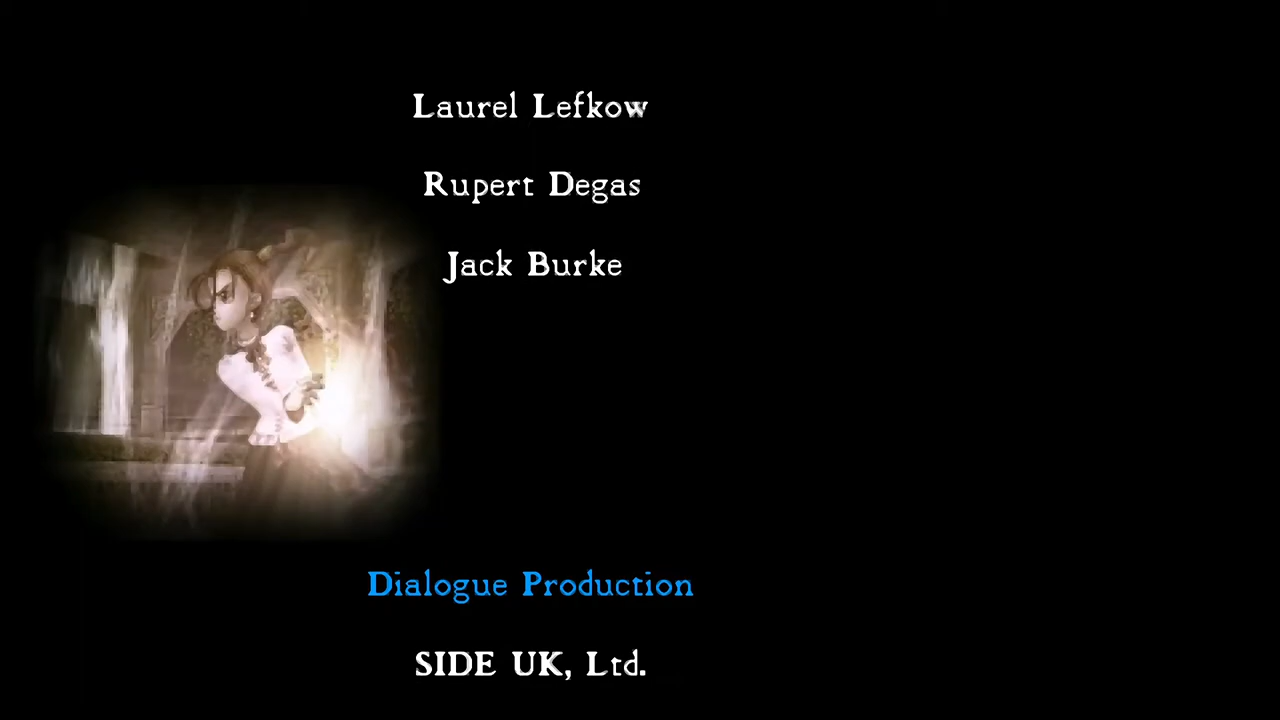 Laurel Lefkow
Rupert Degas
Jack Burke
Dialogue Production
SIDE UK, Ltd.